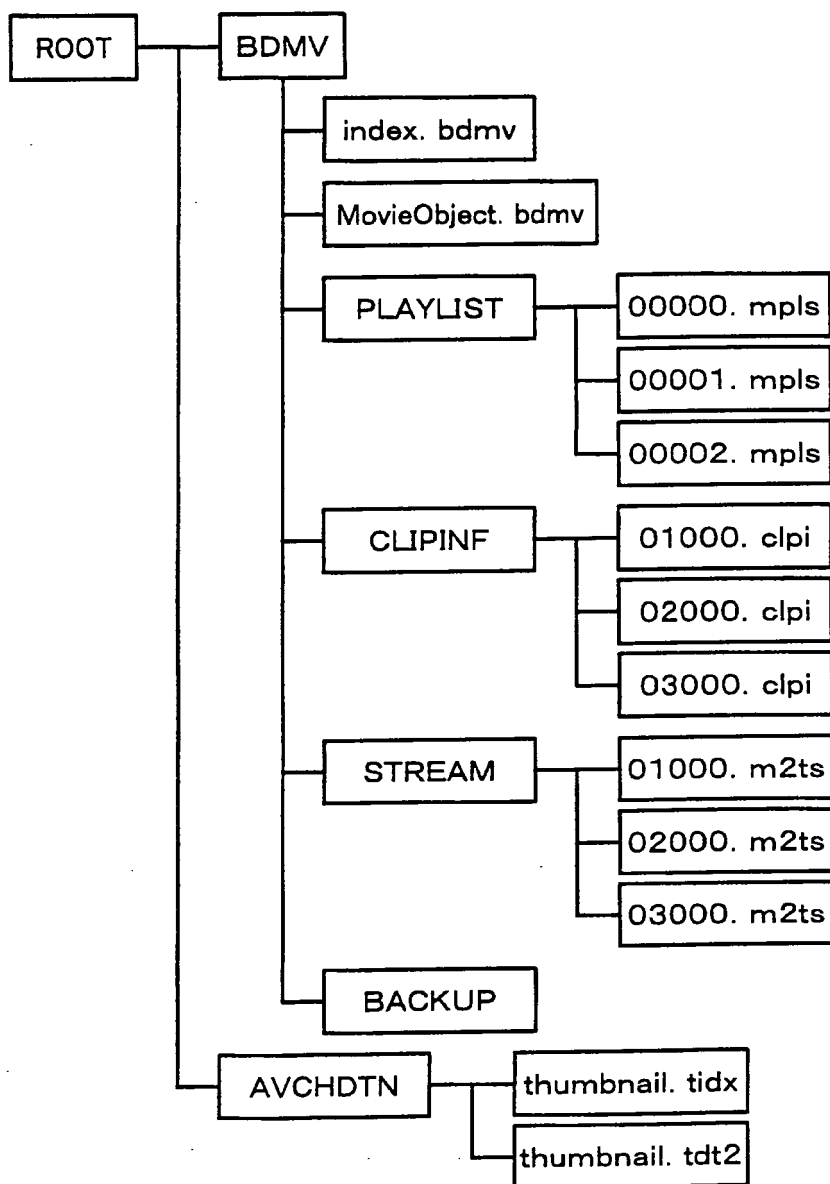 ROOT
BDMV
index. bdmv
MovieObject. bdmv
PLAYLIST
00000. mpls
00001. mpls
00002. mpls
CLIPINF
01000. clpi
02000. clpi
03000. clpi
STREAM
01000. m2ts
02000. m2ts
03000. m2ts
BACKUP
AVCHDTN
thumbnail. tidx
thumbnail. tdt2